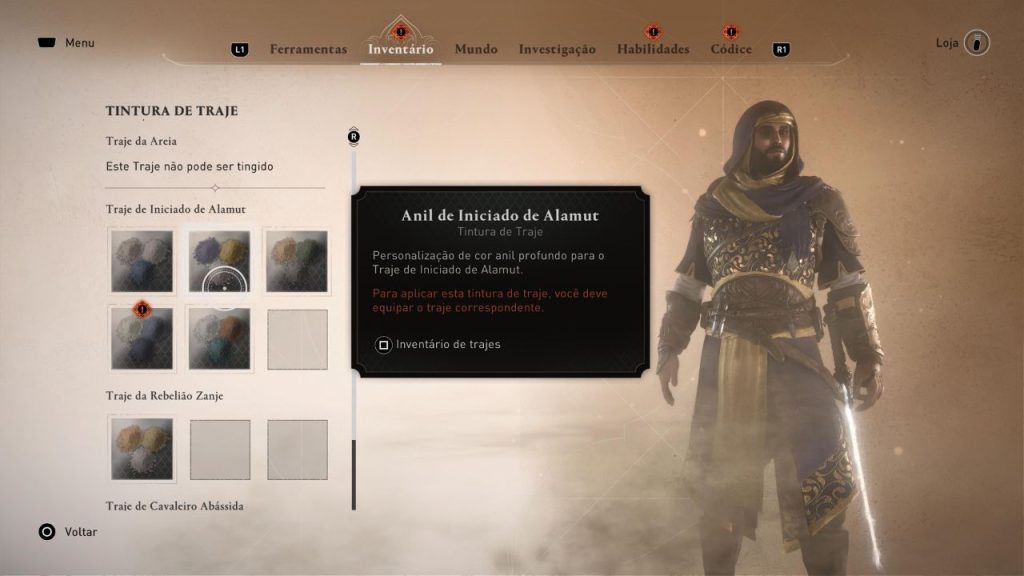 Menu
L1
Ferramentas
Inventário
Mundo
Investigação
Habilidades
Códice
R1
Loja
TINTURA DE TRAJE
Traje da Areia
Este Traje não pode ser tingido
R
Traje de Iniciado de Alamut
Anil de Iniciado de Alamut
Tintura de Traje
Personalização de cor anil profundo para o
Traje de Iniciado de Alamut.
Para aplicar esta tintura de traje, você deve
equipar o traje correspondente.
Inventário de trajes
Traje da Rebelião Zanje
Traje de Cavaleiro Abássida
Voltar